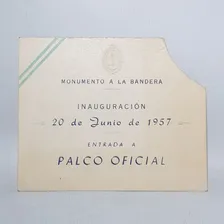 MONUMENTO A LA BANDERA
INAUGURACIÓN
20 de Junio de 1957
ENTRADA A
PALCO OFICIAL